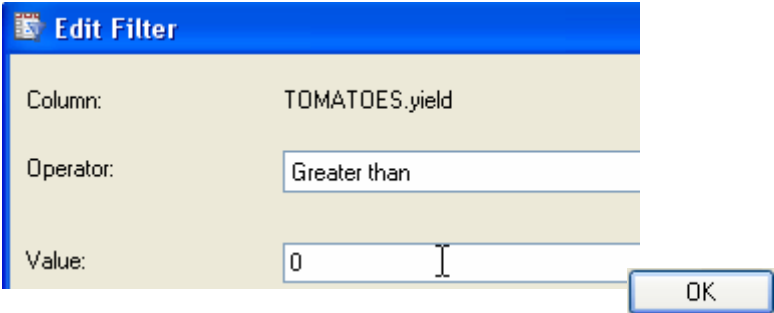 Edit Filter
Column: TOMATOES.yield
Operator: Greater than
Value: 0
OK